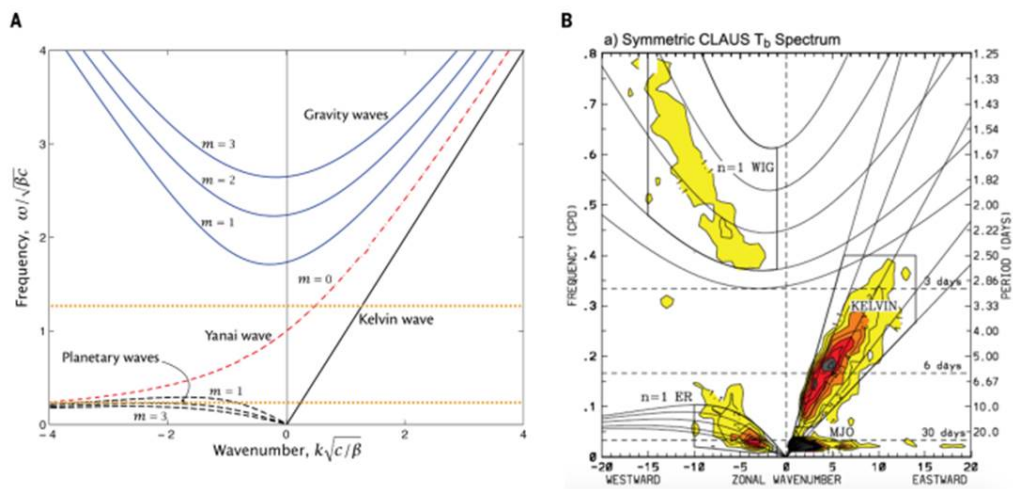 A
4
3
2
1
0
−4
−2
0
2
4
Frequency, ω/√βc
Wavenumber, k√c/β
Gravity waves
m = 3
m = 2
m = 1
m = 0
Yanai wave
Kelvin wave
Planetary waves
m = 1
m = 3
B
a) Symmetric CLAUS Tb Spectrum
.8
.7
.6
.5
.4
.3
.2
.1
0
FREQUENCY (CPD)
1.25
1.33
1.43
1.54
1.67
1.82
2.00
2.22
2.50
2.86
3.33
4.00
5.00
6.67
10.0
20.0
PERIOD (DAYS)
n=1 WIG
3 days
KELVIN
6 days
n=1 ER
MJO
30 days
−20
−15
−10
−5
0
5
10
15
20
WESTWARD
ZONAL WAVENUMBER
EASTWARD